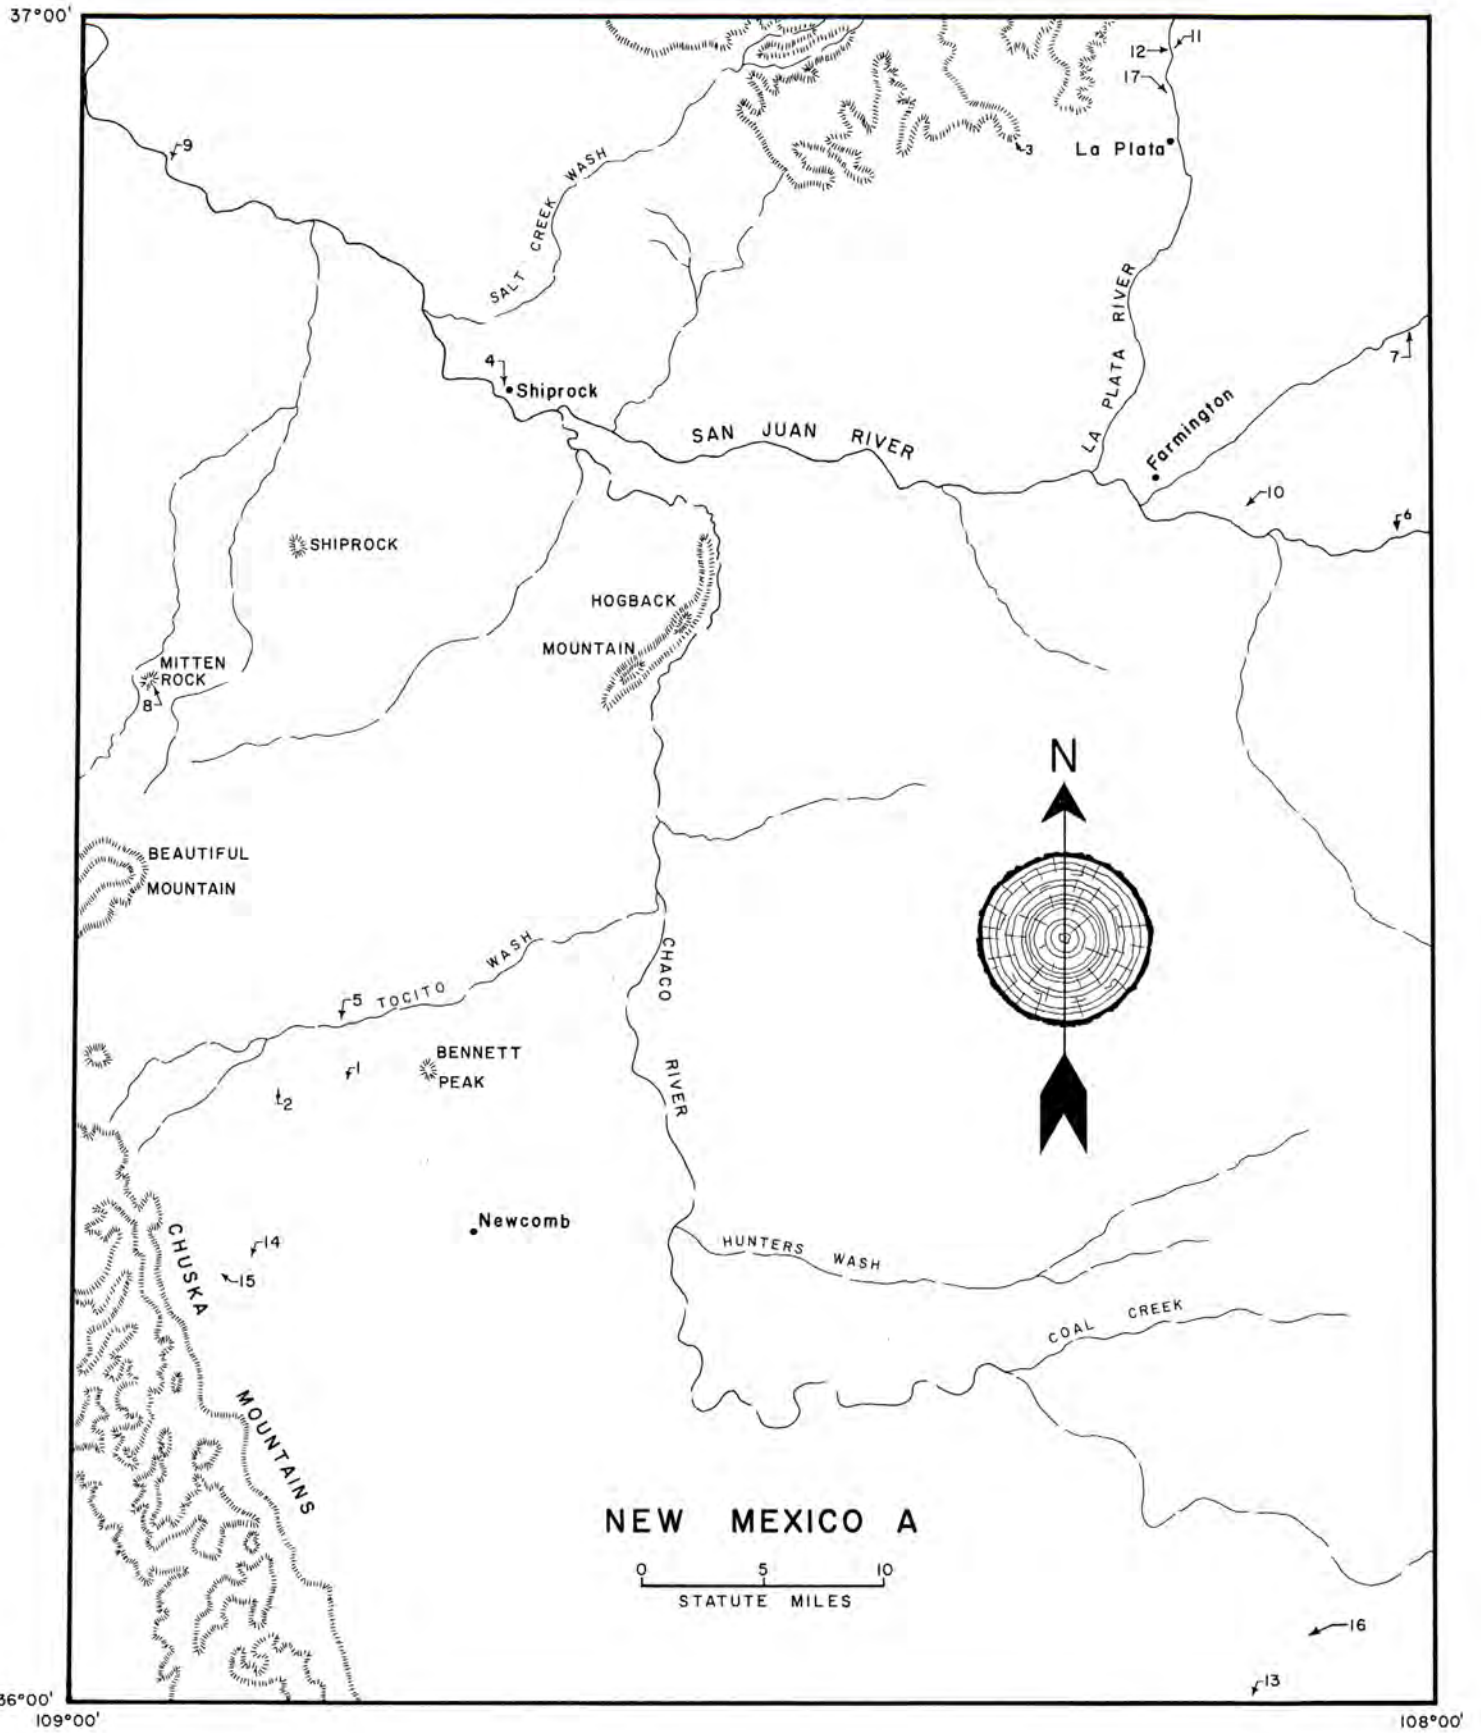 37°00'
11
12
17
9
3
La Plata
SALT CREEK WASH
LA PLATA RIVER
7
4
Shiprock
Farmington
SAN JUAN RIVER
10
6
SHIPROCK
HOGBACK
MOUNTAIN
MITTEN
ROCK
8
N
BEAUTIFUL
MOUNTAIN
5
TOCITO WASH
CHACO RIVER
BENNETT
PEAK
1
2
Newcomb
14
15
CHUSKA MOUNTAINS
HUNTERS WASH
COAL CREEK
NEW MEXICO A
0 5 10
STATUTE MILES
16
13
36°00'
109°00'
108°00'